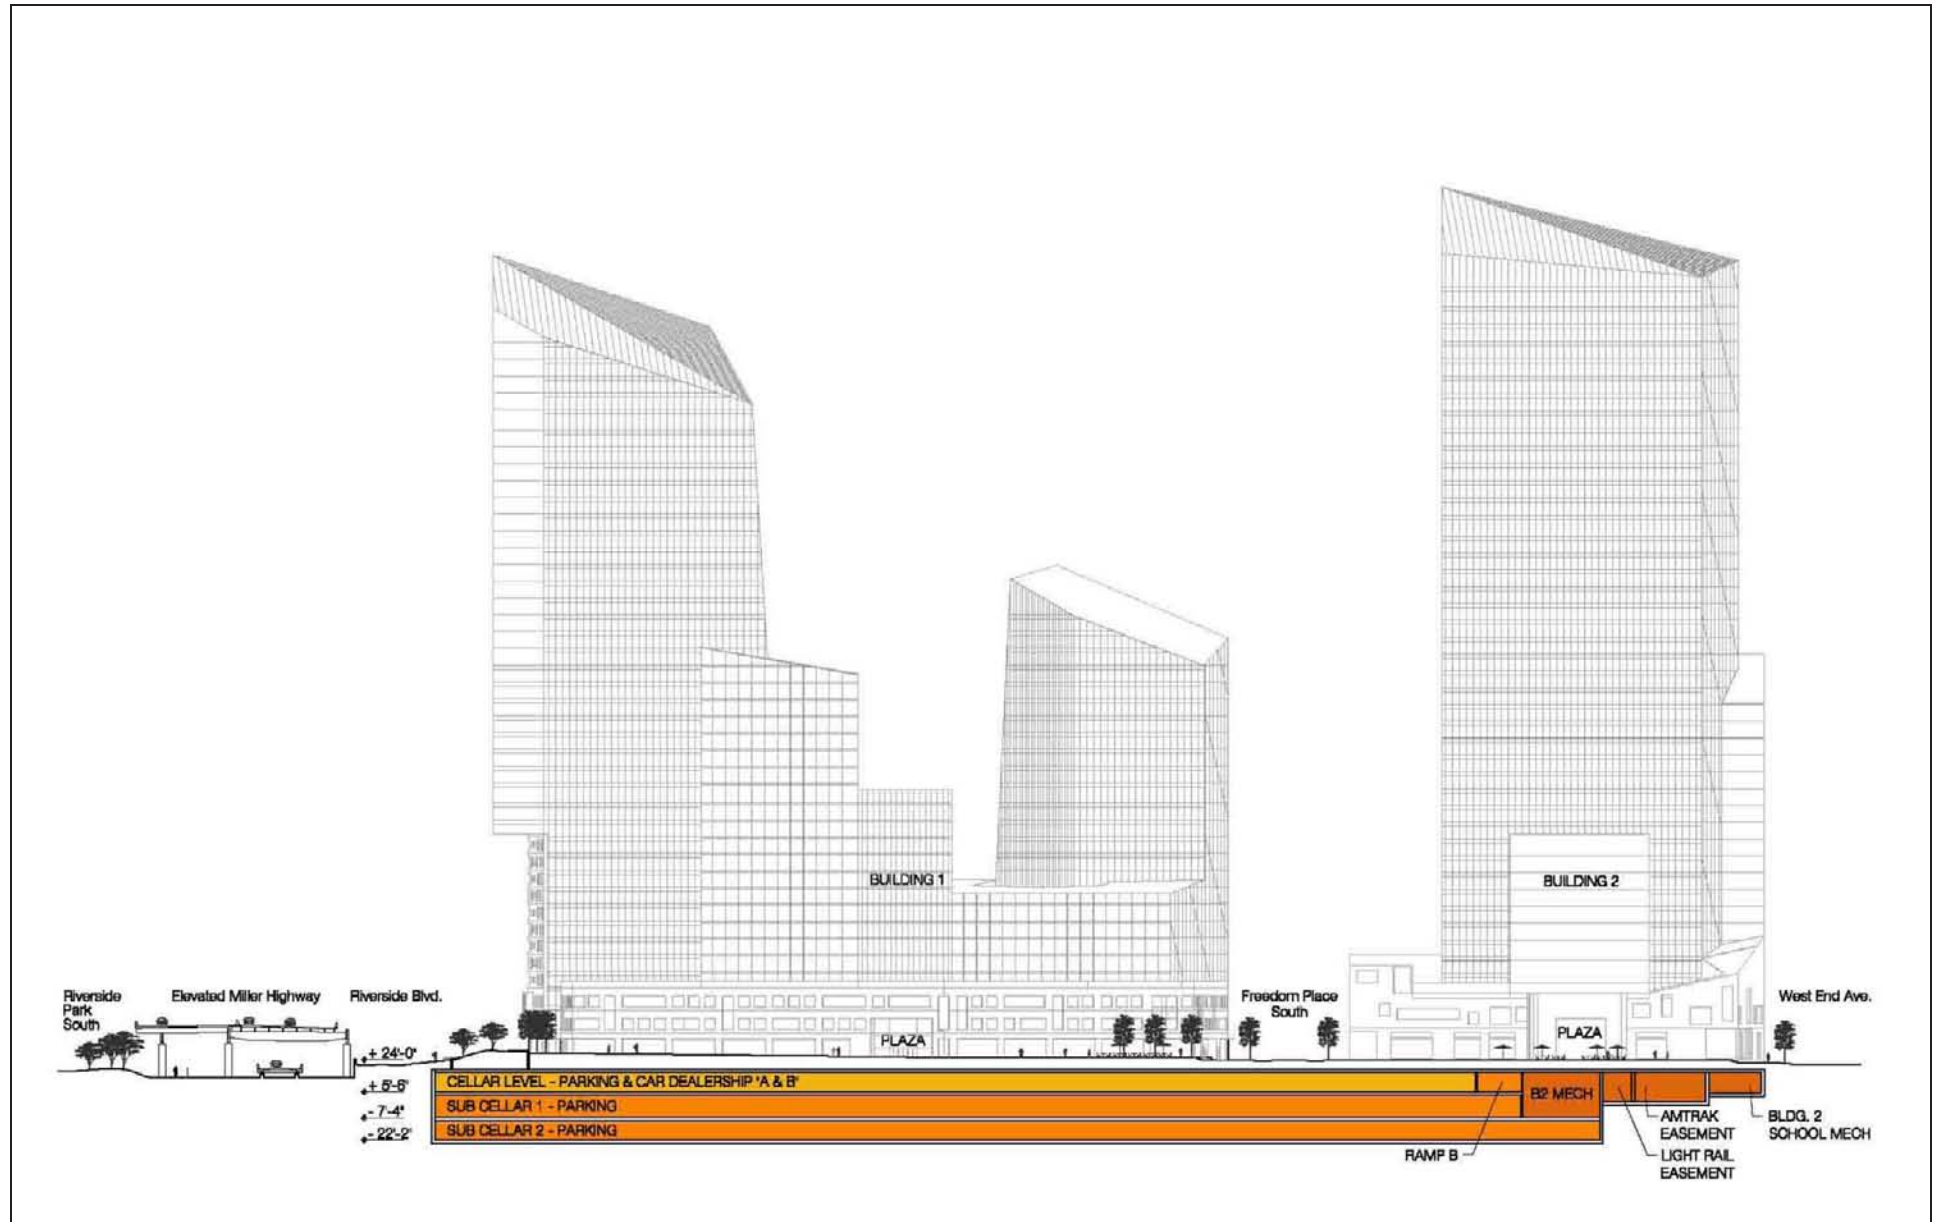 BUILDING 1
BUILDING 2
Riverside
Park
South
Elevated Miller Highway
Riverside Blvd.
Freedom Place
South
West End Ave.
PLAZA
PLAZA
+ 24'-0"
+ 5'-6"
- 7'-4"
- 22'-2"
CELLAR LEVEL - PARKING & CAR DEALERSHIP "A & B"
SUB CELLAR 1 - PARKING
SUB CELLAR 2 - PARKING
B2 MECH
RAMP B
AMTRAK
EASEMENT
LIGHT RAIL
EASEMENT
BLDG. 2
SCHOOL MECH